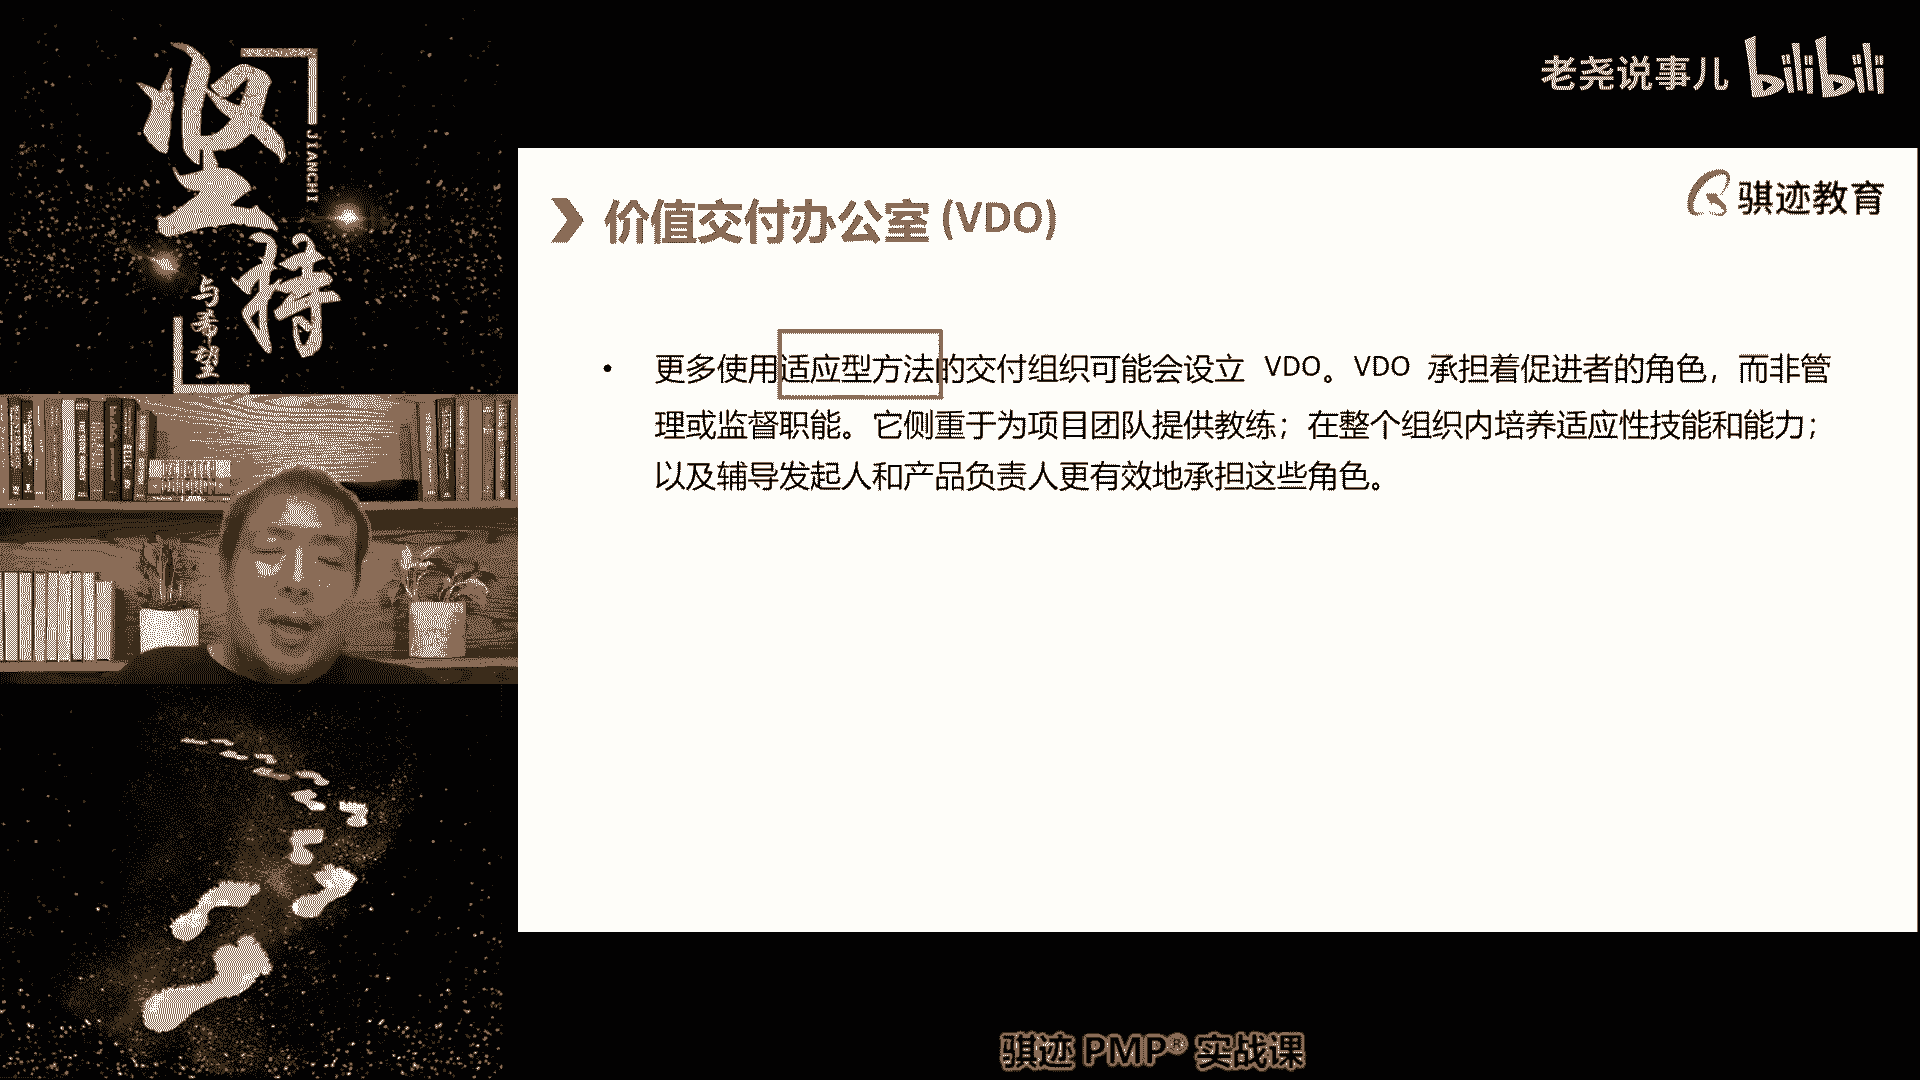 坚持
JIANCHI
与希望
老尧说事儿 bilibili
骐迹教育
价值交付办公室 (VDO)
• 更多使用适应型方法的交付组织可能会设立 VDO。VDO 承担着促进者的角色，而非管
理或监督职能。它侧重于为项目团队提供教练；在整个组织内培养适应性技能和能力；
以及辅导发起人和产品负责人更有效地承担这些角色。
骐迹 PMP® 实战课